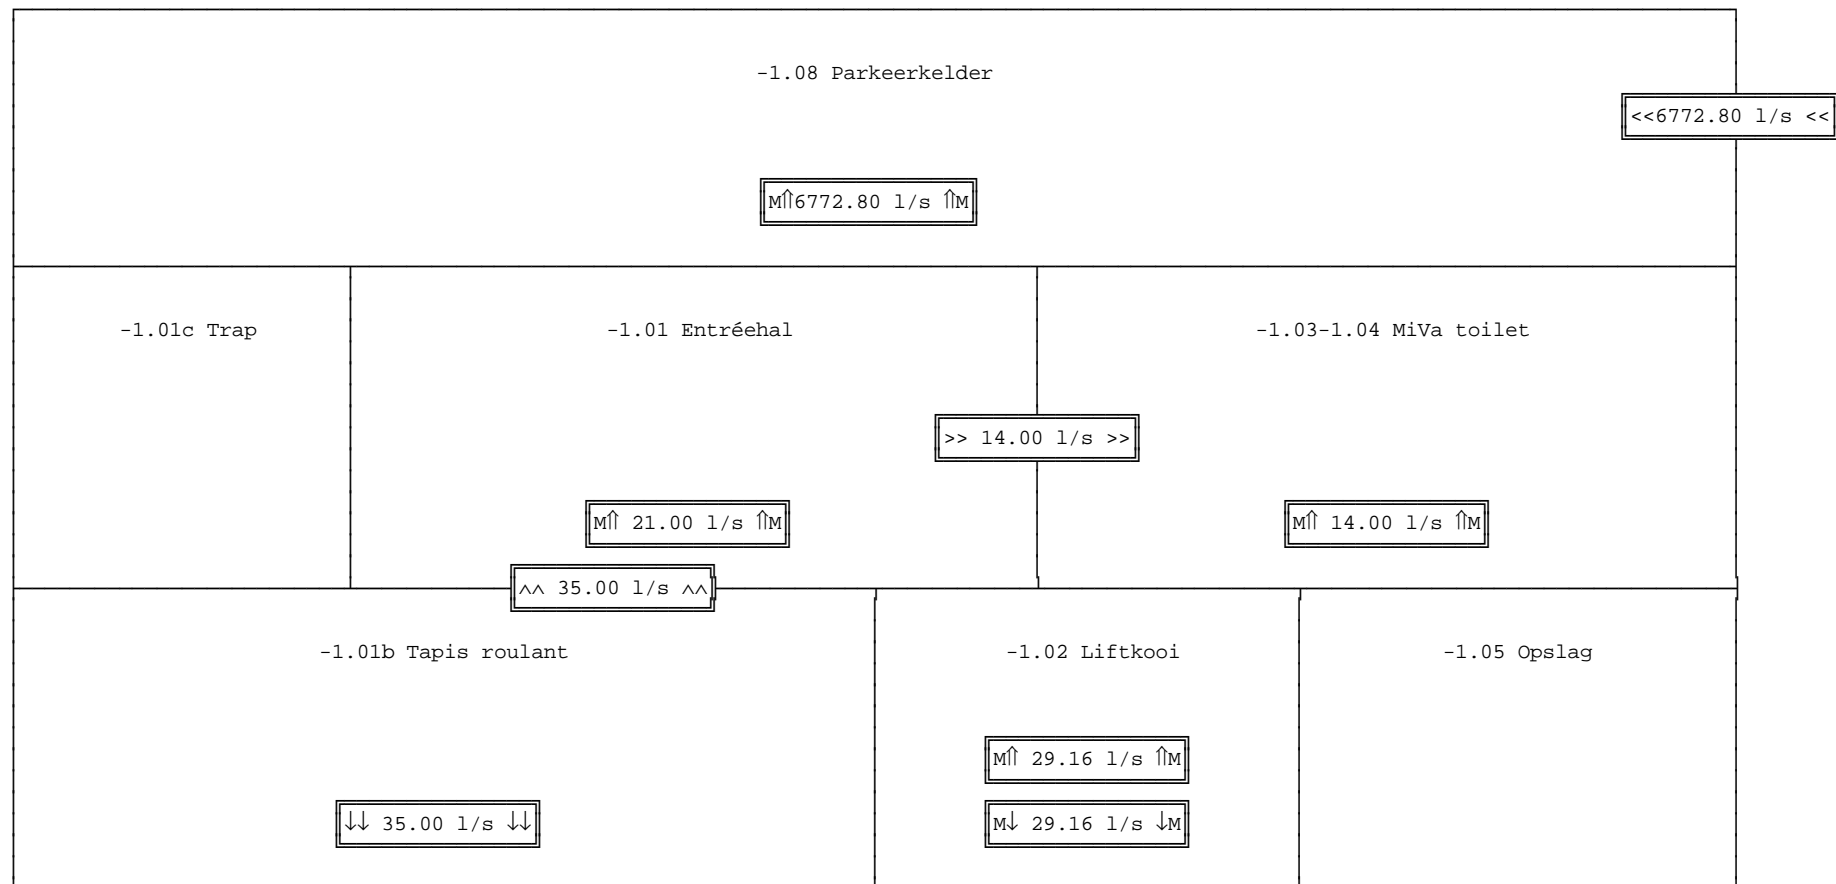 -1.08 Parkeerkelder
<<6772.80 l/s <<
M⇑6772.80 l/s ⇑M
-1.01c Trap
-1.01 Entréehal
-1.03-1.04 MiVa toilet
>> 14.00 l/s >>
M⇑ 21.00 l/s ⇑M
M⇑ 14.00 l/s ⇑M
^^ 35.00 l/s ^^
-1.01b Tapis roulant
-1.02 Liftkooi
-1.05 Opslag
M⇑ 29.16 l/s ⇑M
↓↓ 35.00 l/s ↓↓
M↓ 29.16 l/s ↓M